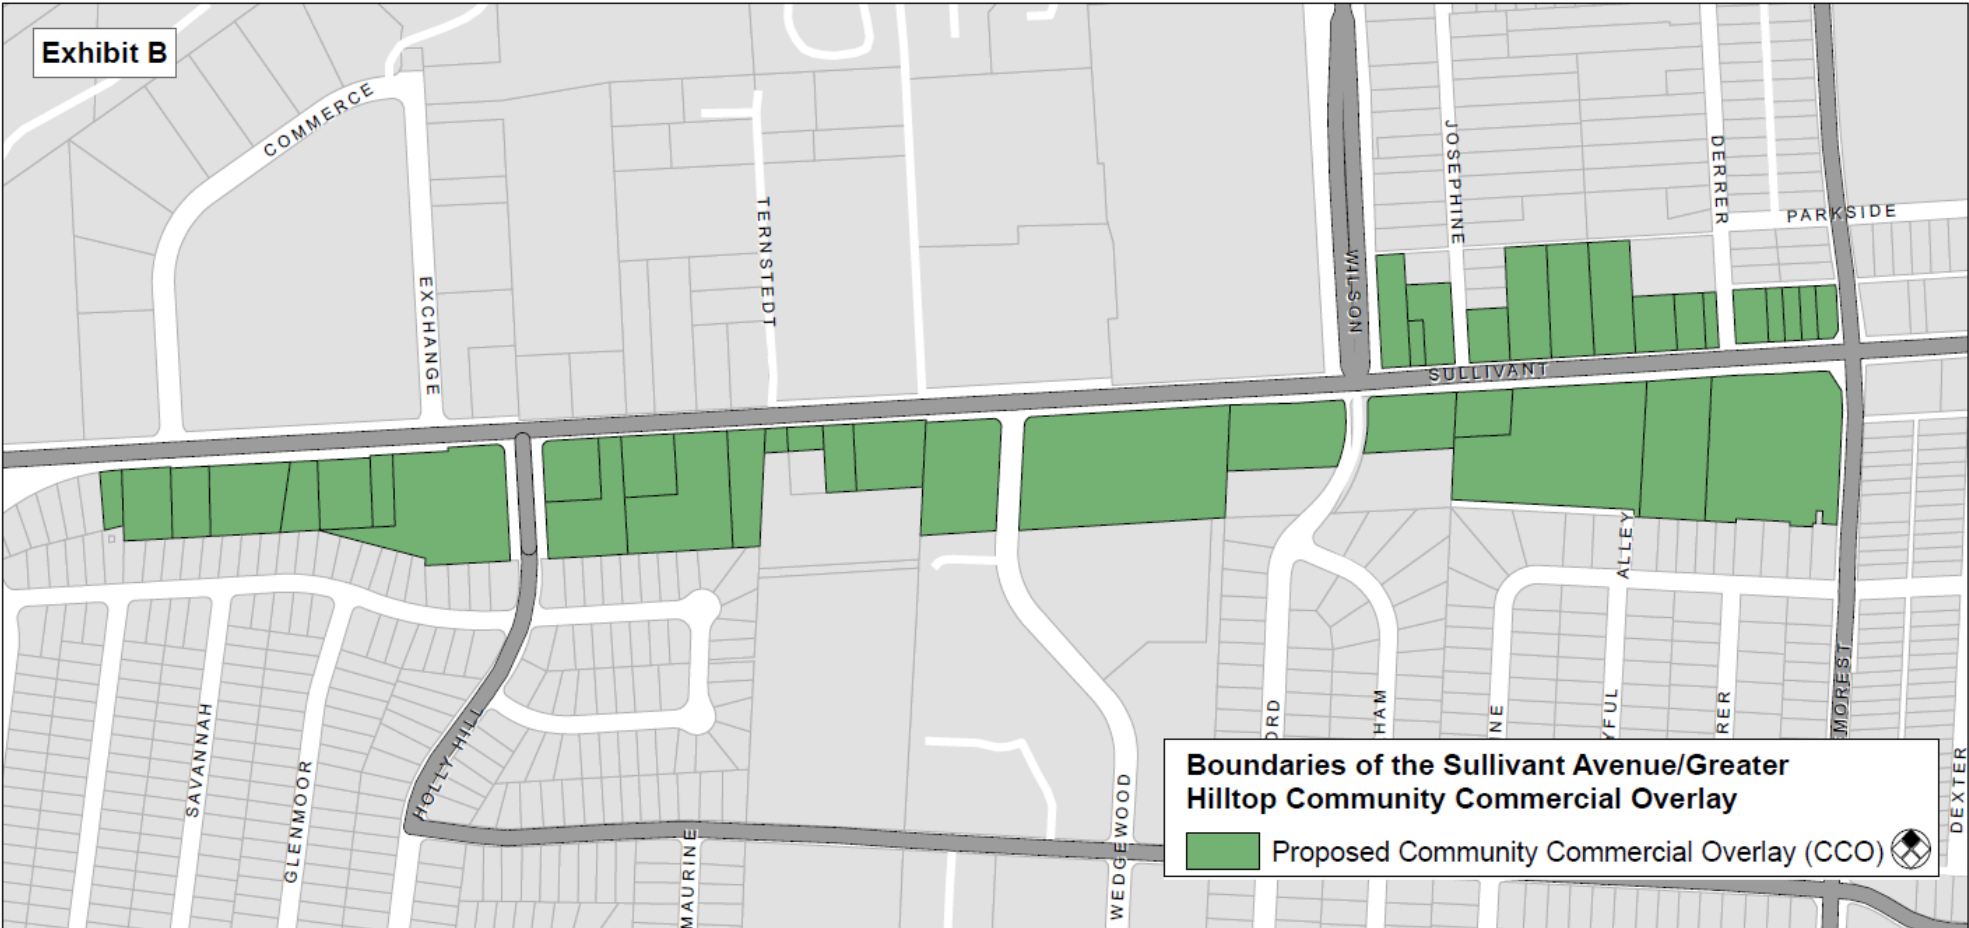 Exhibit B
COMMERCE
EXCHANGE
TERNSTEDT
WILSON
JOSEPHINE
DERRER
PARKSIDE
SULLIVANT
ALLEY
SAVANNAH
GLENMOOR
HOLLY HILL
MAURINE
WEDGEWOOD
ORD
HAM
INE
YFUL
RER
MOREST
DEXTER
Boundaries of the Sullivant Avenue/Greater
Hilltop Community Commercial Overlay
Proposed Community Commercial Overlay (CCO)